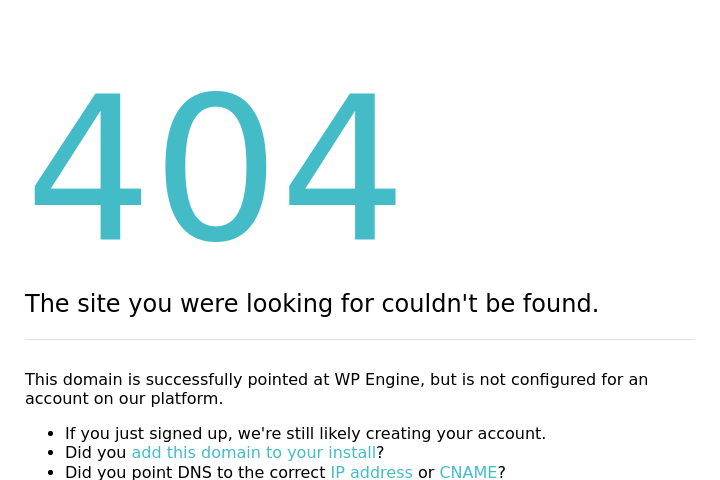 404
The site you were looking for couldn't be found.
This domain is successfully pointed at WP Engine, but is not configured for an
account on our platform.
• If you just signed up, we're still likely creating your account.
• Did you add this domain to your install?
• Did you point DNS to the correct IP address or CNAME?